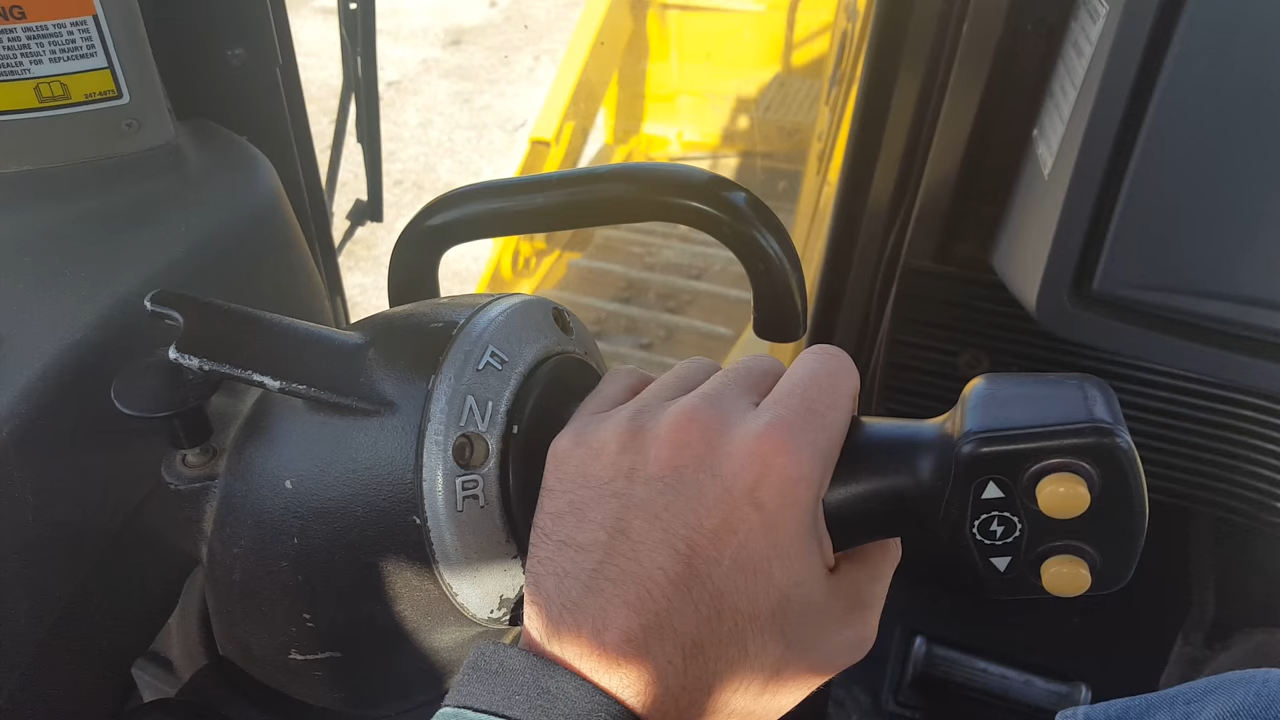 NG
MENT UNLESS YOU HAVE
S AND WARNINGS IN THE
FAILURE TO FOLLOW THE
OULD RESULT IN INJURY OR
EALER FOR REPLACEMENT
NSIBILITY.
247-6975
F
N
R